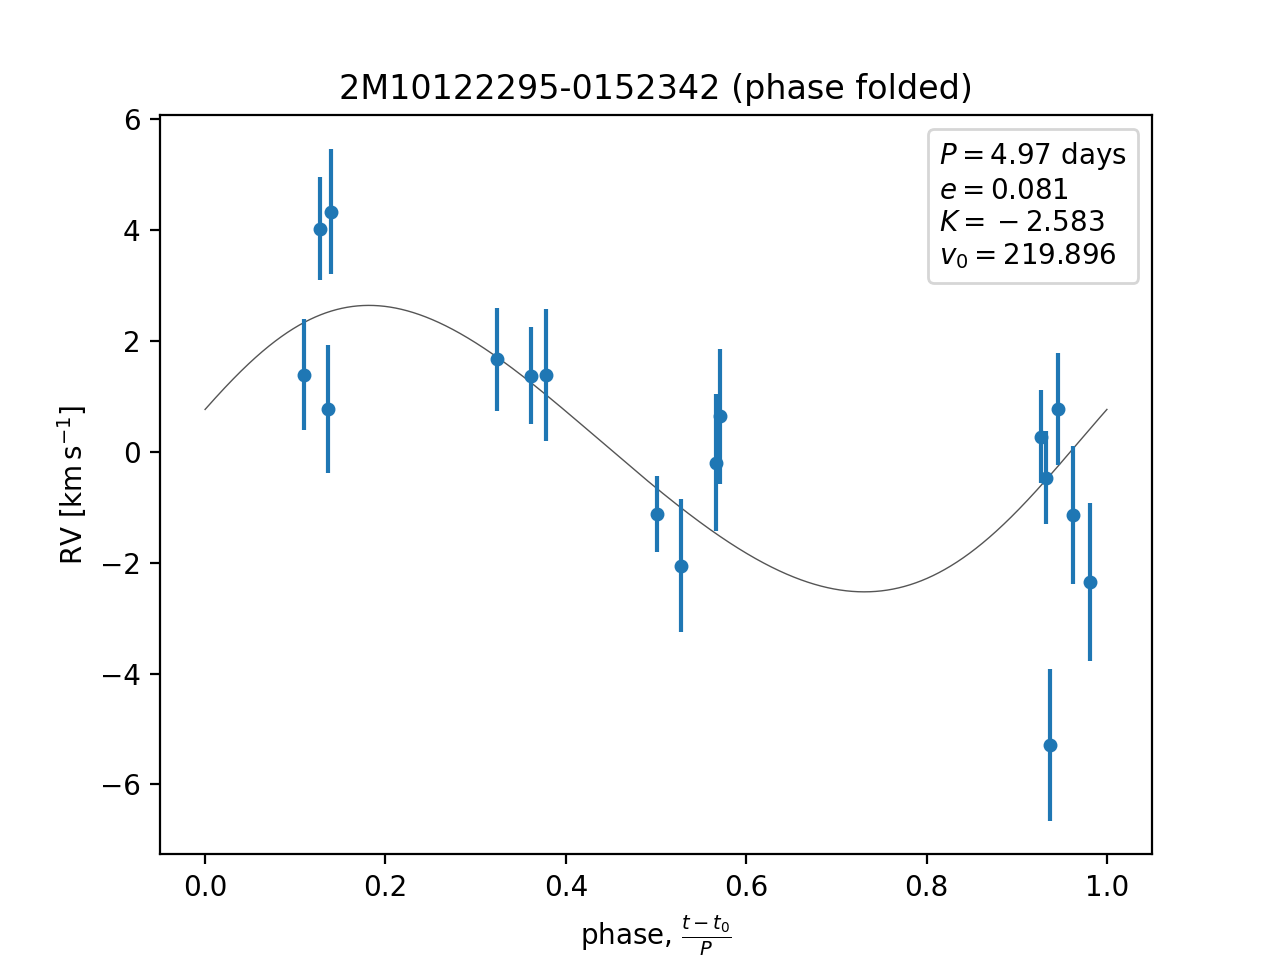 2M10122295-0152342 (phase folded)
P = 4.97 days
e = 0.081
K = −2.583
v₀ = 219.896
6
4
2
0
−2
−4
−6
RV [km s⁻¹]
0.0 0.2 0.4 0.6 0.8 1.0
phase, (t − t₀)/P